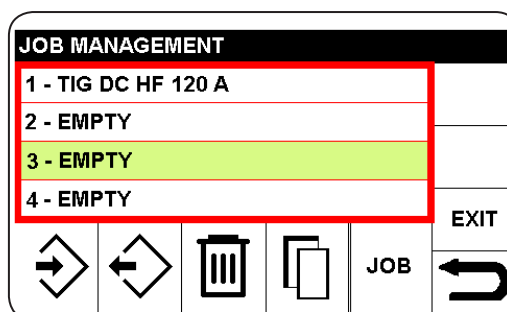 JOB MANAGEMENT
1 - TIG DC HF 120 A
2 - EMPTY
3 - EMPTY
4 - EMPTY
EXIT
JOB